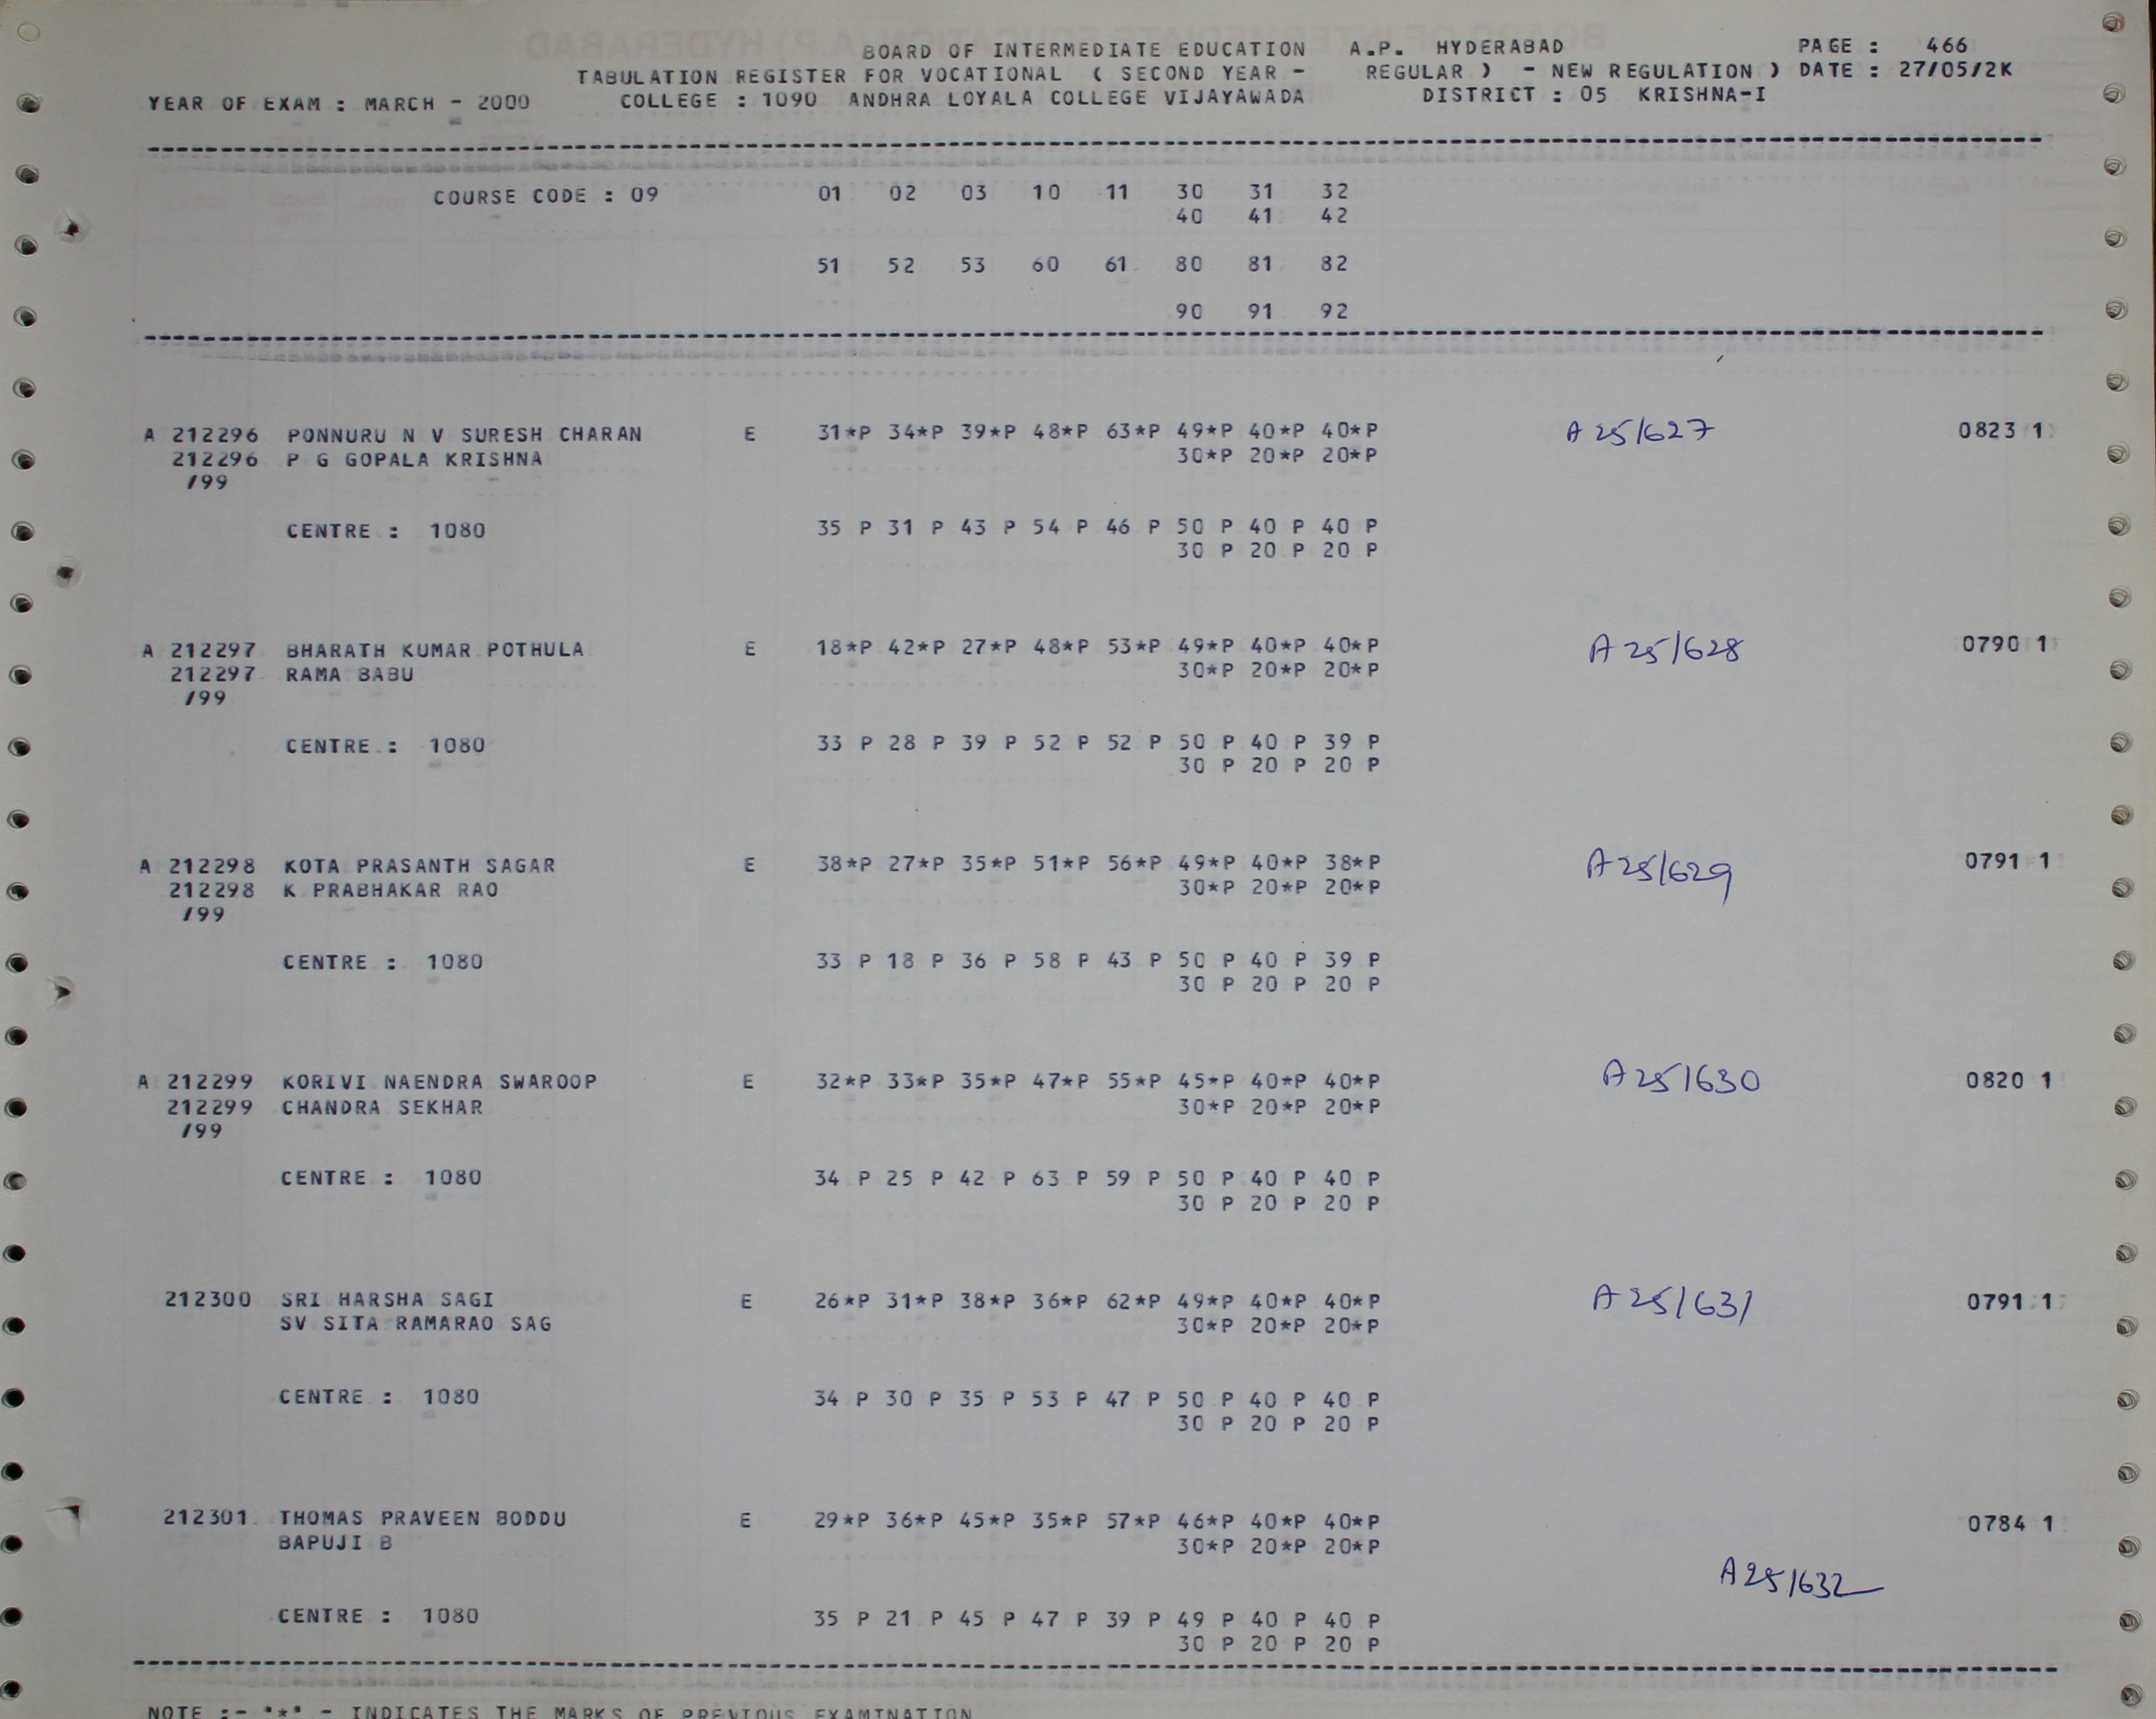 BOARD OF INTERMEDIATE EDUCATION A.P. HYDERABAD PAGE : 466
TABULATION REGISTER FOR VOCATIONAL ( SECOND YEAR - REGULAR ) - NEW REGULATION ) DATE : 27/05/2K
YEAR OF EXAM : MARCH - 2000 COLLEGE : 1090 ANDHRA LOYALA COLLEGE VIJAYAWADA DISTRICT : 05 KRISHNA-I
COURSE CODE : 09 01 02 03 10 11 30 31 32
40 41 42
51 52 53 60 61 80 81 82
90 91 92
A 212296 PONNURU N V SURESH CHARAN E 31*P 34*P 39*P 48*P 63*P 49*P 40*P 40*P A25/627 0823 1
212296 P G GOPALA KRISHNA 30*P 20*P 20*P
/99
CENTRE : 1080 35 P 31 P 43 P 54 P 46 P 50 P 40 P 40 P
30 P 20 P 20 P
A 212297 BHARATH KUMAR POTHULA E 18*P 42*P 27*P 48*P 53*P 49*P 40*P 40*P A25/628 0790 1
212297 RAMA BABU 30*P 20*P 20*P
/99
CENTRE : 1080 33 P 28 P 39 P 52 P 52 P 50 P 40 P 39 P
30 P 20 P 20 P
A 212298 KOTA PRASANTH SAGAR E 38*P 27*P 35*P 51*P 56*P 49*P 40*P 38*P A25/629 0791 1
212298 K PRABHAKAR RAO 30*P 20*P 20*P
/99
CENTRE : 1080 33 P 18 P 36 P 58 P 43 P 50 P 40 P 39 P
30 P 20 P 20 P
A 212299 KORIVI NAENDRA SWAROOP E 32*P 33*P 35*P 47*P 55*P 45*P 40*P 40*P A25/630 0820 1
212299 CHANDRA SEKHAR 30*P 20*P 20*P
/99
CENTRE : 1080 34 P 25 P 42 P 63 P 59 P 50 P 40 P 40 P
30 P 20 P 20 P
212300 SRI HARSHA SAGI E 26*P 31*P 38*P 36*P 62*P 49*P 40*P 40*P A25/631 0791 1
SV SITA RAMARAO SAG 30*P 20*P 20*P
CENTRE : 1080 34 P 30 P 35 P 53 P 47 P 50 P 40 P 40 P
30 P 20 P 20 P
212301 THOMAS PRAVEEN BODDU E 29*P 36*P 45*P 35*P 57*P 46*P 40*P 40*P 0784 1
BAPUJI B 30*P 20*P 20*P
A25/632
CENTRE : 1080 35 P 21 P 45 P 47 P 39 P 49 P 40 P 40 P
30 P 20 P 20 P
NOTE :- '*' - INDICATES THE MARKS OF PREVIOUS EXAMINATION